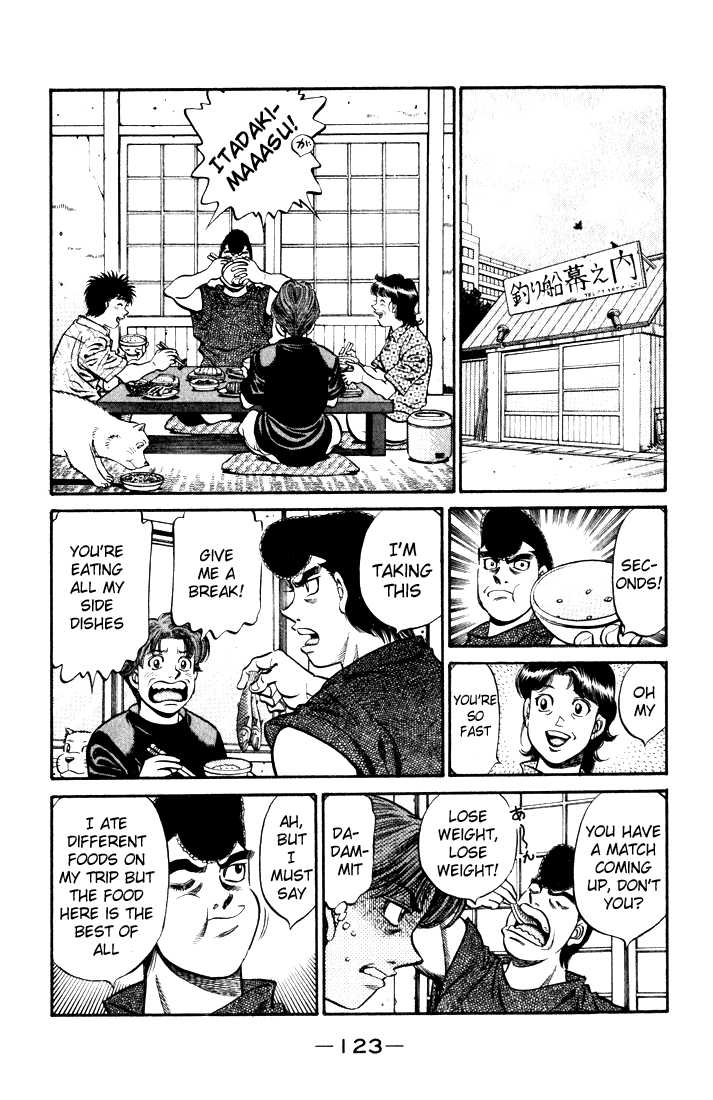 釣り船幕之内
ITADAKI-
MAAASU!
SEC-
ONDS!
OH
MY
YOU'RE
SO
FAST
I'M
TAKING
THIS
GIVE
ME A
BREAK!
YOU'RE
EATING
ALL MY
SIDE
DISHES
YOU HAVE
A MATCH
COMING
UP, DON'T
YOU?
あーん
LOSE
WEIGHT,
LOSE
WEIGHT!
DA-
DAM-
MIT
AH,
BUT
I
MUST
SAY
I ATE
DIFFERENT
FOODS ON
MY TRIP BUT
THE FOOD
HERE IS THE
BEST OF
ALL
—123—